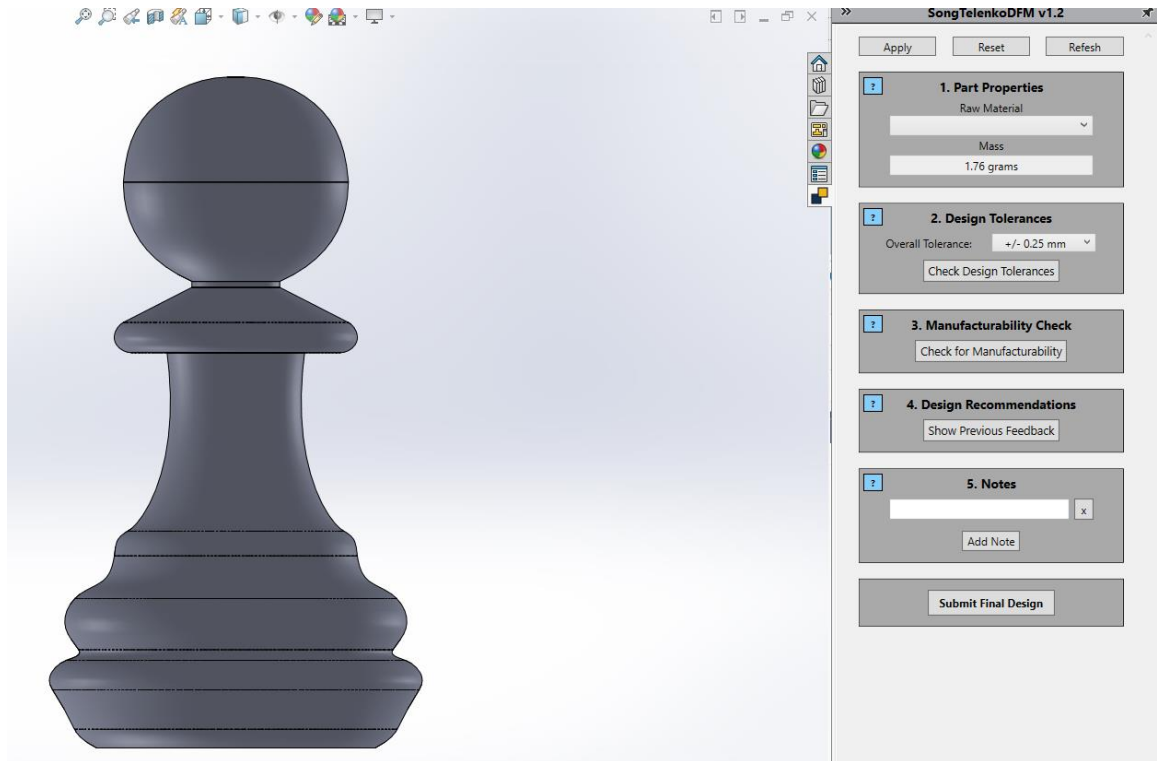 SongTelenkoDFM v1.2
Apply Reset Refesh
? 1. Part Properties
Raw Material
Mass
1.76 grams
? 2. Design Tolerances
Overall Tolerance: +/- 0.25 mm
Check Design Tolerances
? 3. Manufacturability Check
Check for Manufacturability
? 4. Design Recommendations
Show Previous Feedback
? 5. Notes
x
Add Note
Submit Final Design